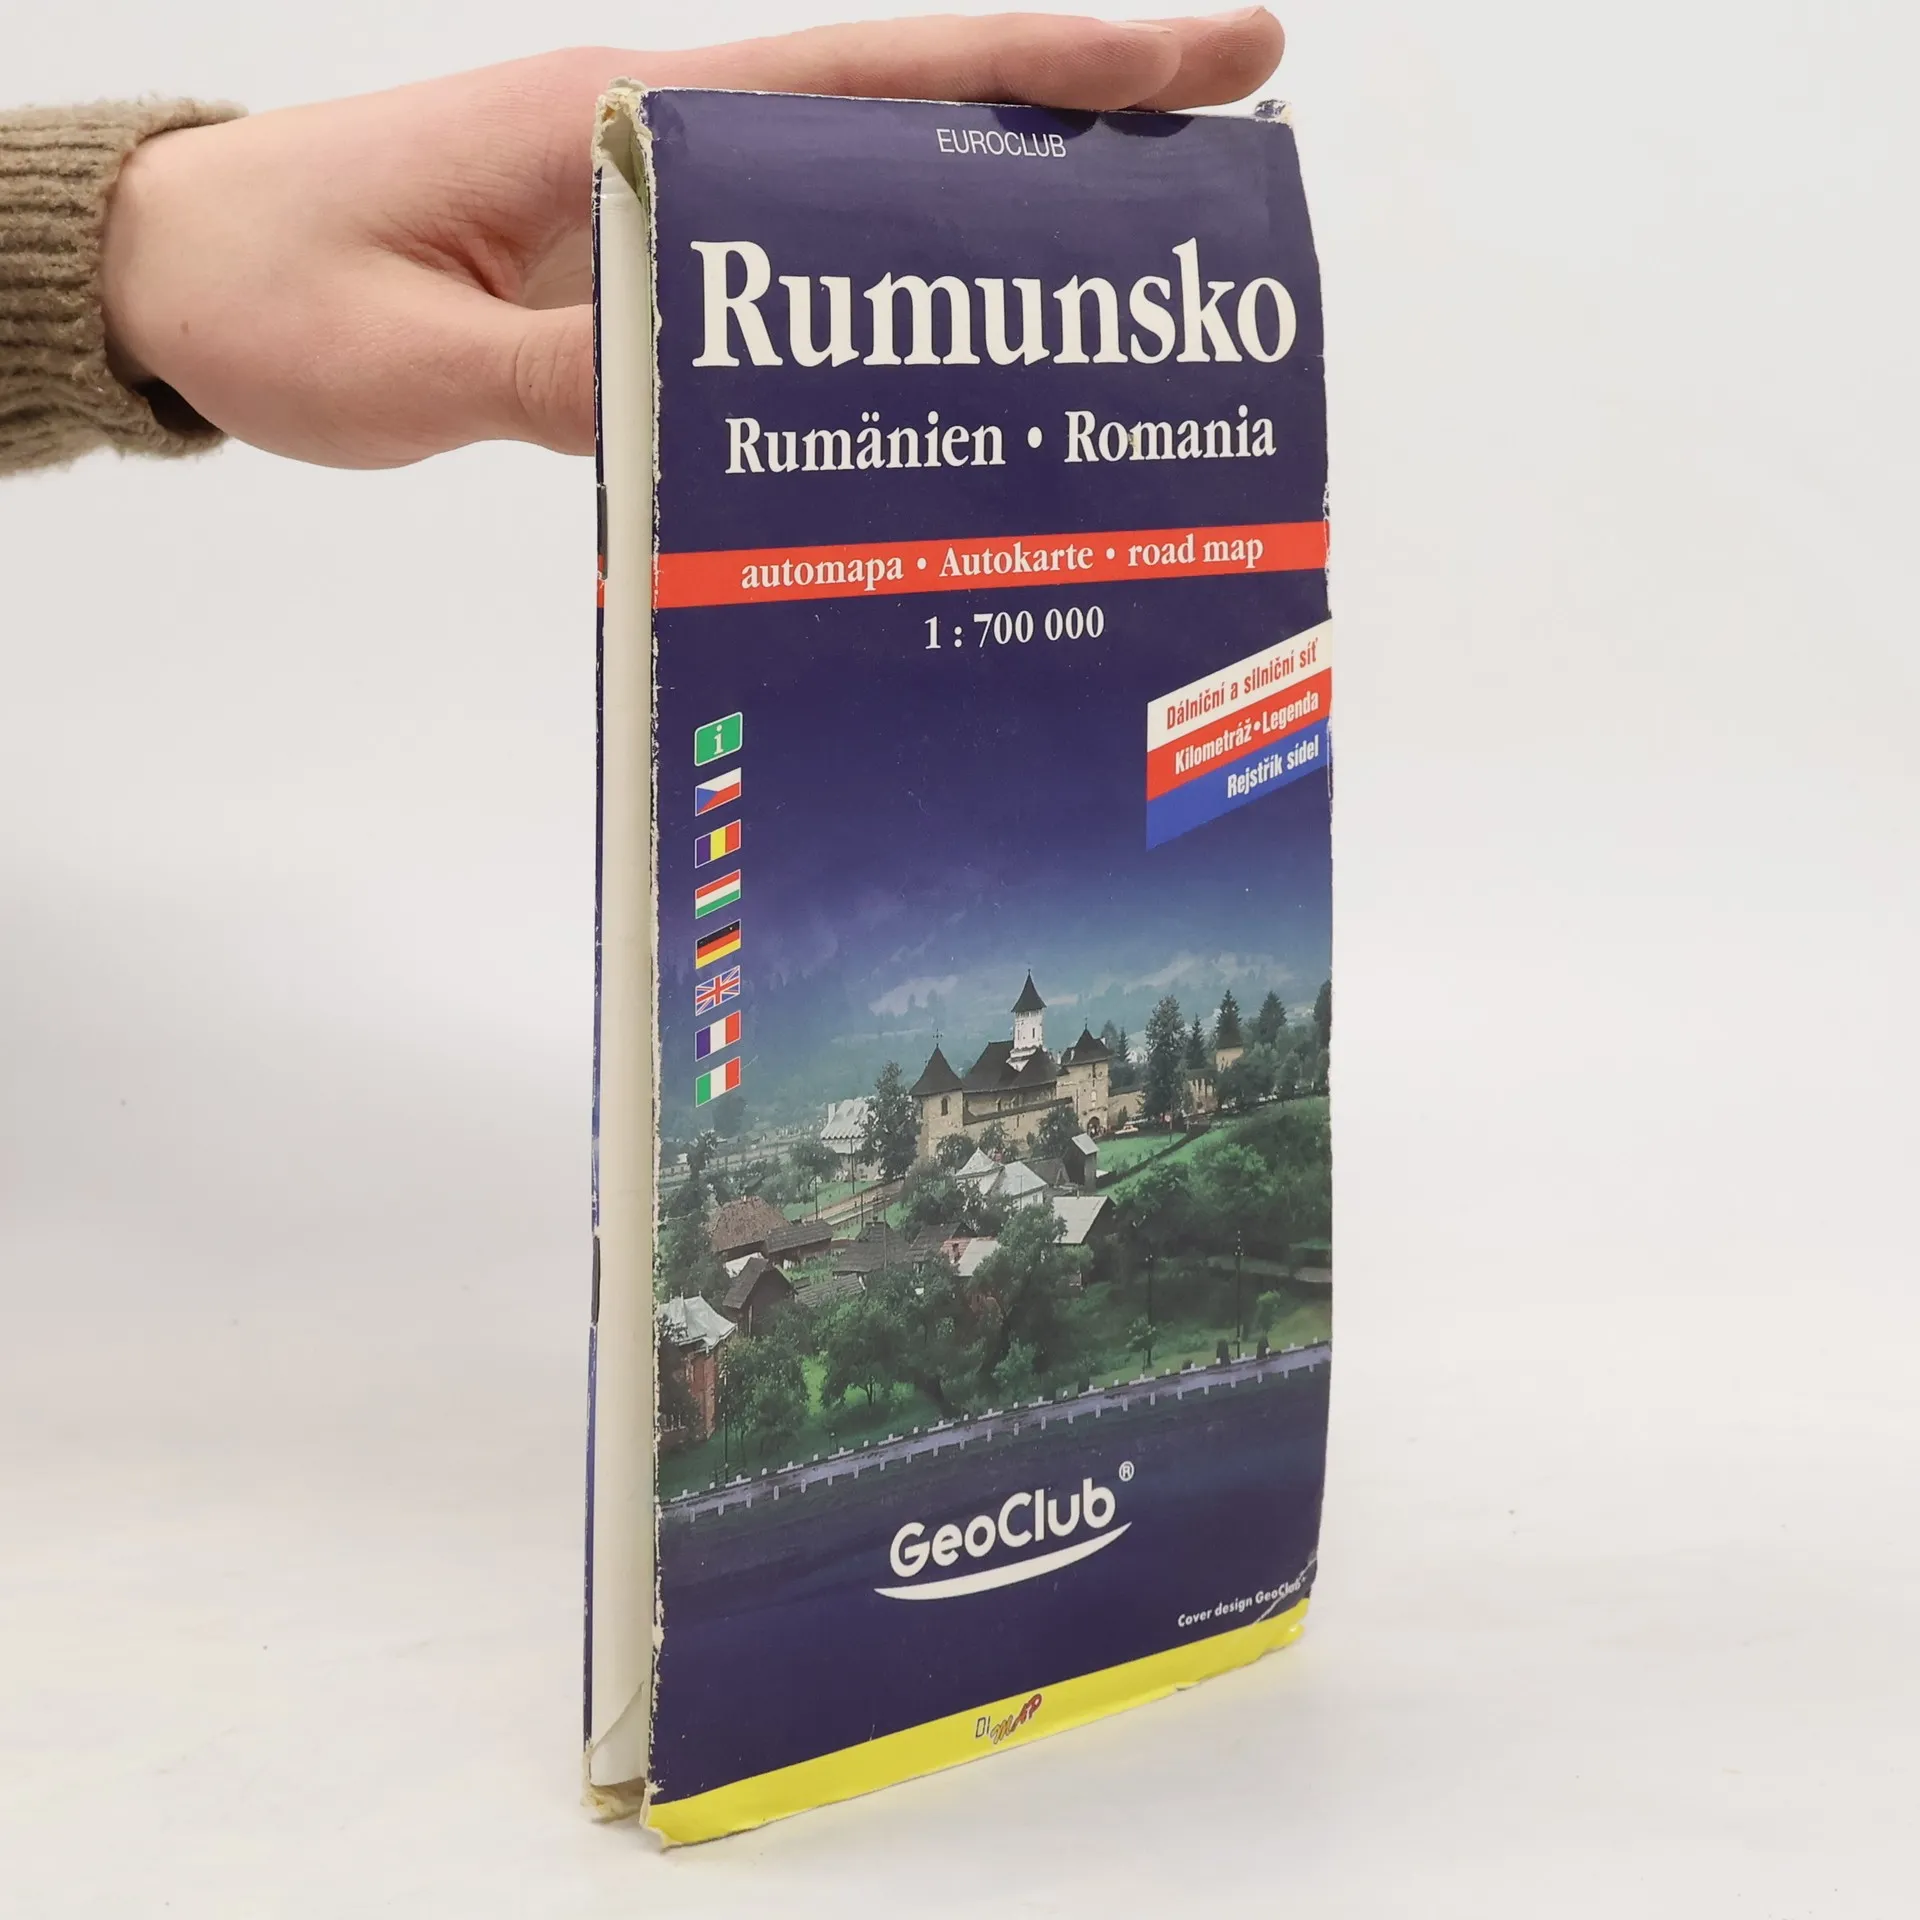 EUROCLUB
Rumunsko
Rumänien • Romania
automapa • Autokarte • road map
1 : 700 000
Dálniční a silniční síť
Kilometráž • Legenda
Rejstřík sídel
i
GeoClub®
Cover design GeoClub®
DIMAP